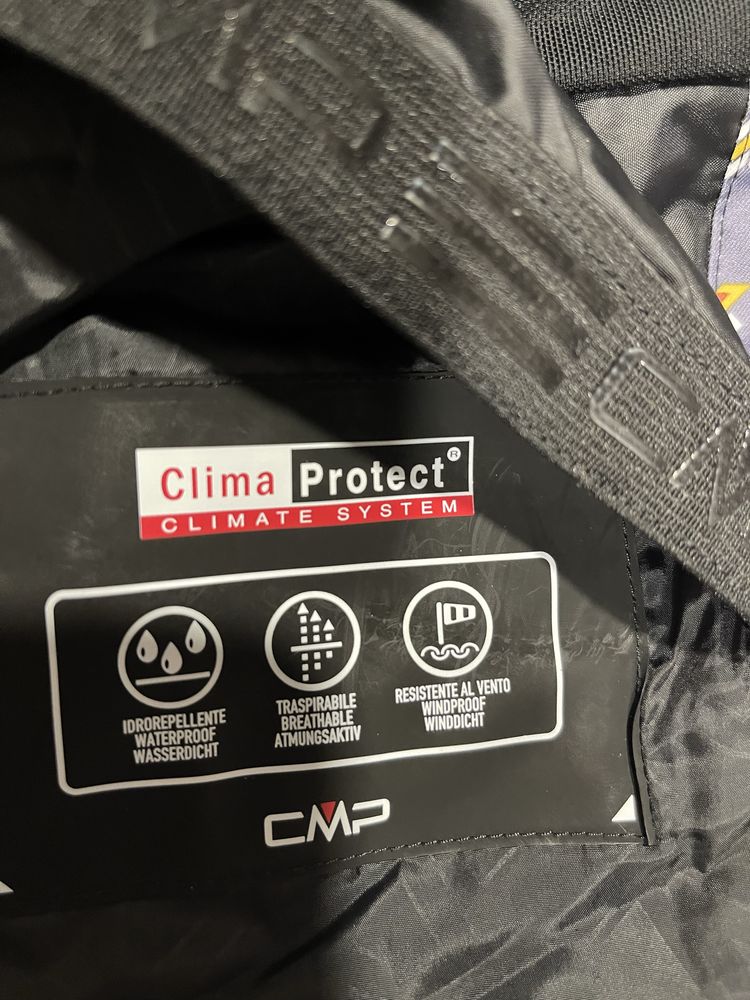 Clima Protect®
CLIMATE SYSTEM
IDROREPELLENTE
WATERPROOF
WASSERDICHT
TRASPIRABILE
BREATHABLE
ATMUNGSAKTIV
RESISTENTE AL VENTO
WINDPROOF
WINDDICHT
CMP